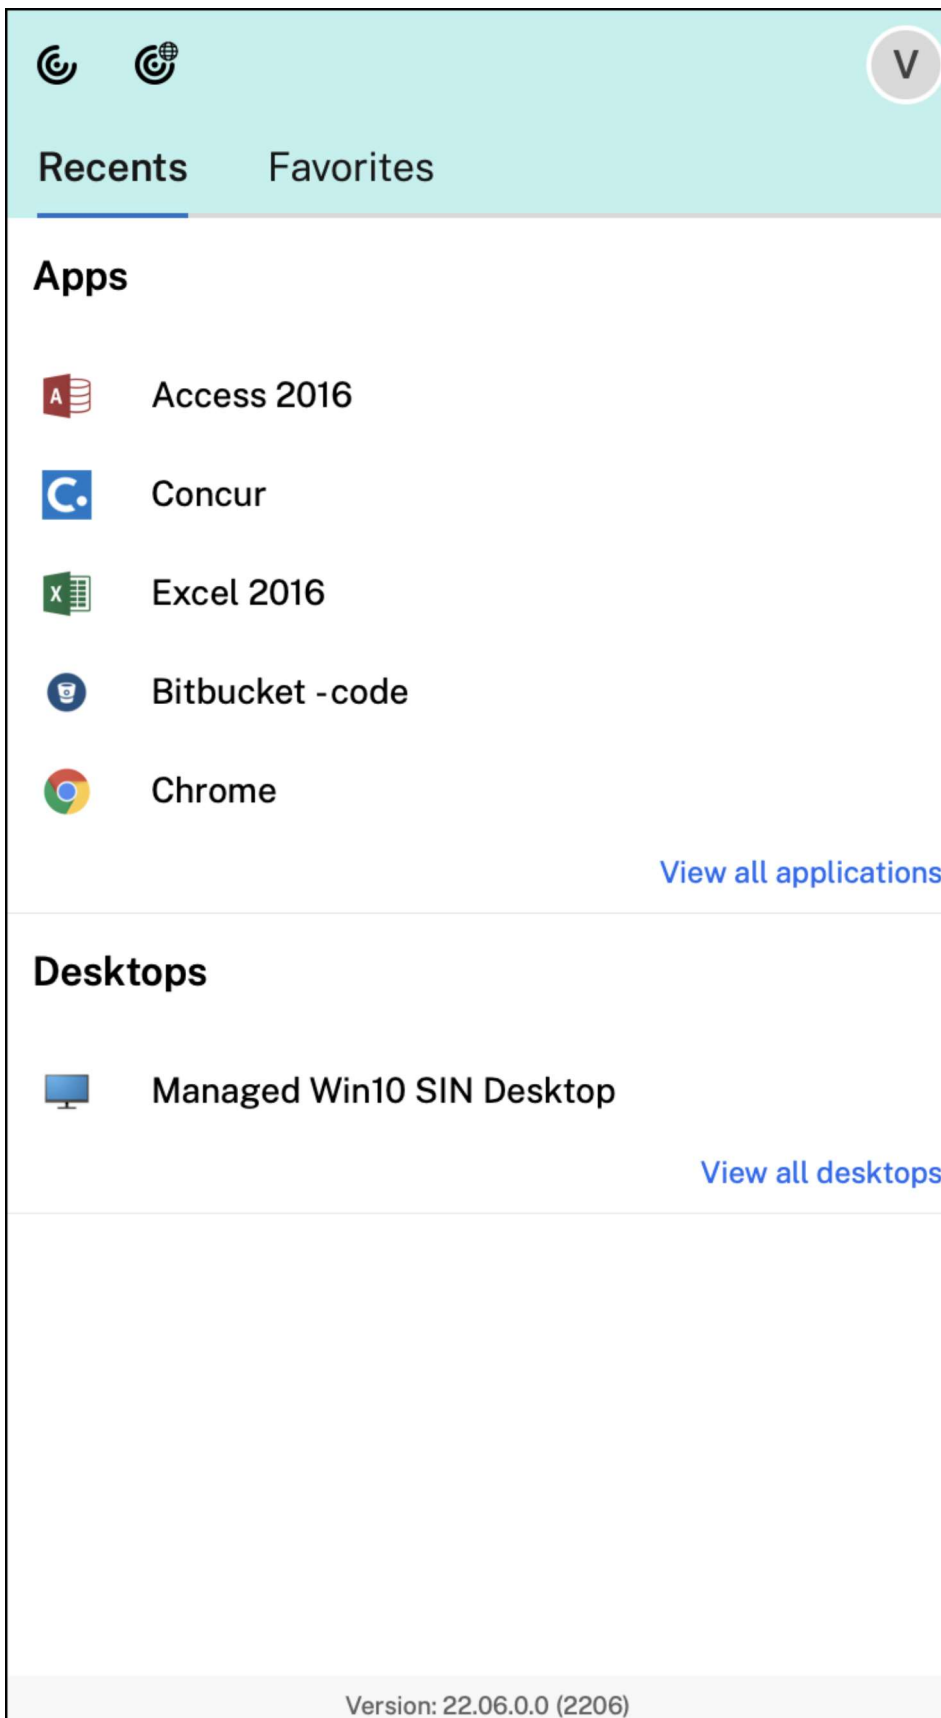 V
Recents Favorites
Apps
A Access 2016
C. Concur
X Excel 2016
Bitbucket -code
Chrome
View all applications
Desktops
Managed Win10 SIN Desktop
View all desktops
Version: 22.06.0.0 (2206)